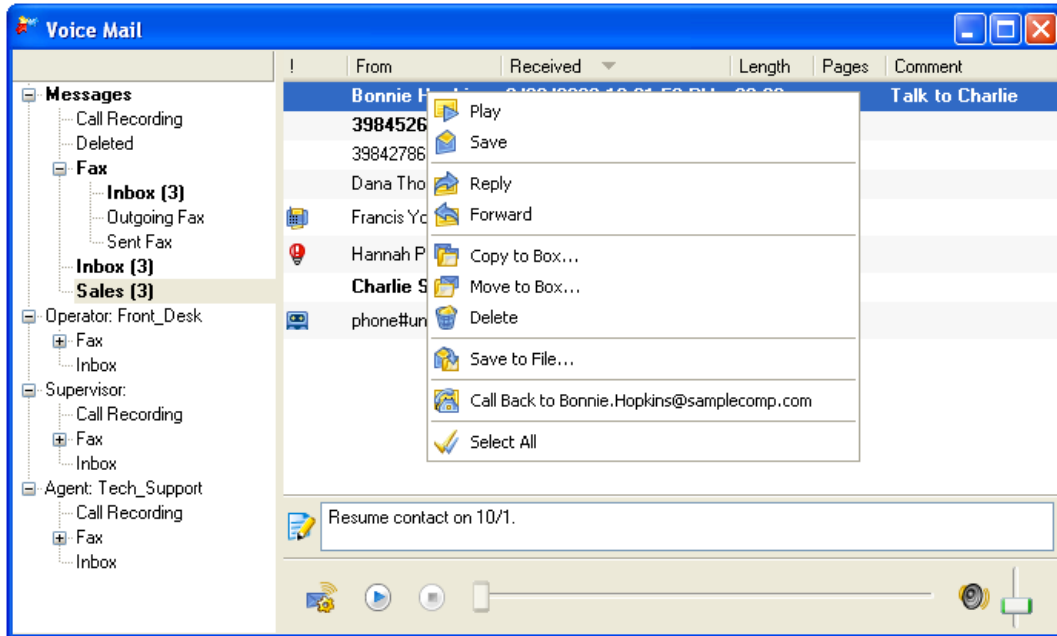 Voice Mail
! From Received Length Pages Comment
Messages
Call Recording
Deleted
Fax
Inbox (3)
Outgoing Fax
Sent Fax
Inbox (3)
Sales (3)
Operator: Front_Desk
Fax
Inbox
Supervisor:
Call Recording
Fax
Inbox
Agent: Tech_Support
Call Recording
Fax
Inbox
Bonnie Talk to Charlie
3984526
39842786
Dana Tho
Francis Yo
Hannah P
Charlie S
phone#un
Play
Save
Reply
Forward
Copy to Box...
Move to Box...
Delete
Save to File...
Call Back to Bonnie.Hopkins@samplecomp.com
Select All
Resume contact on 10/1.